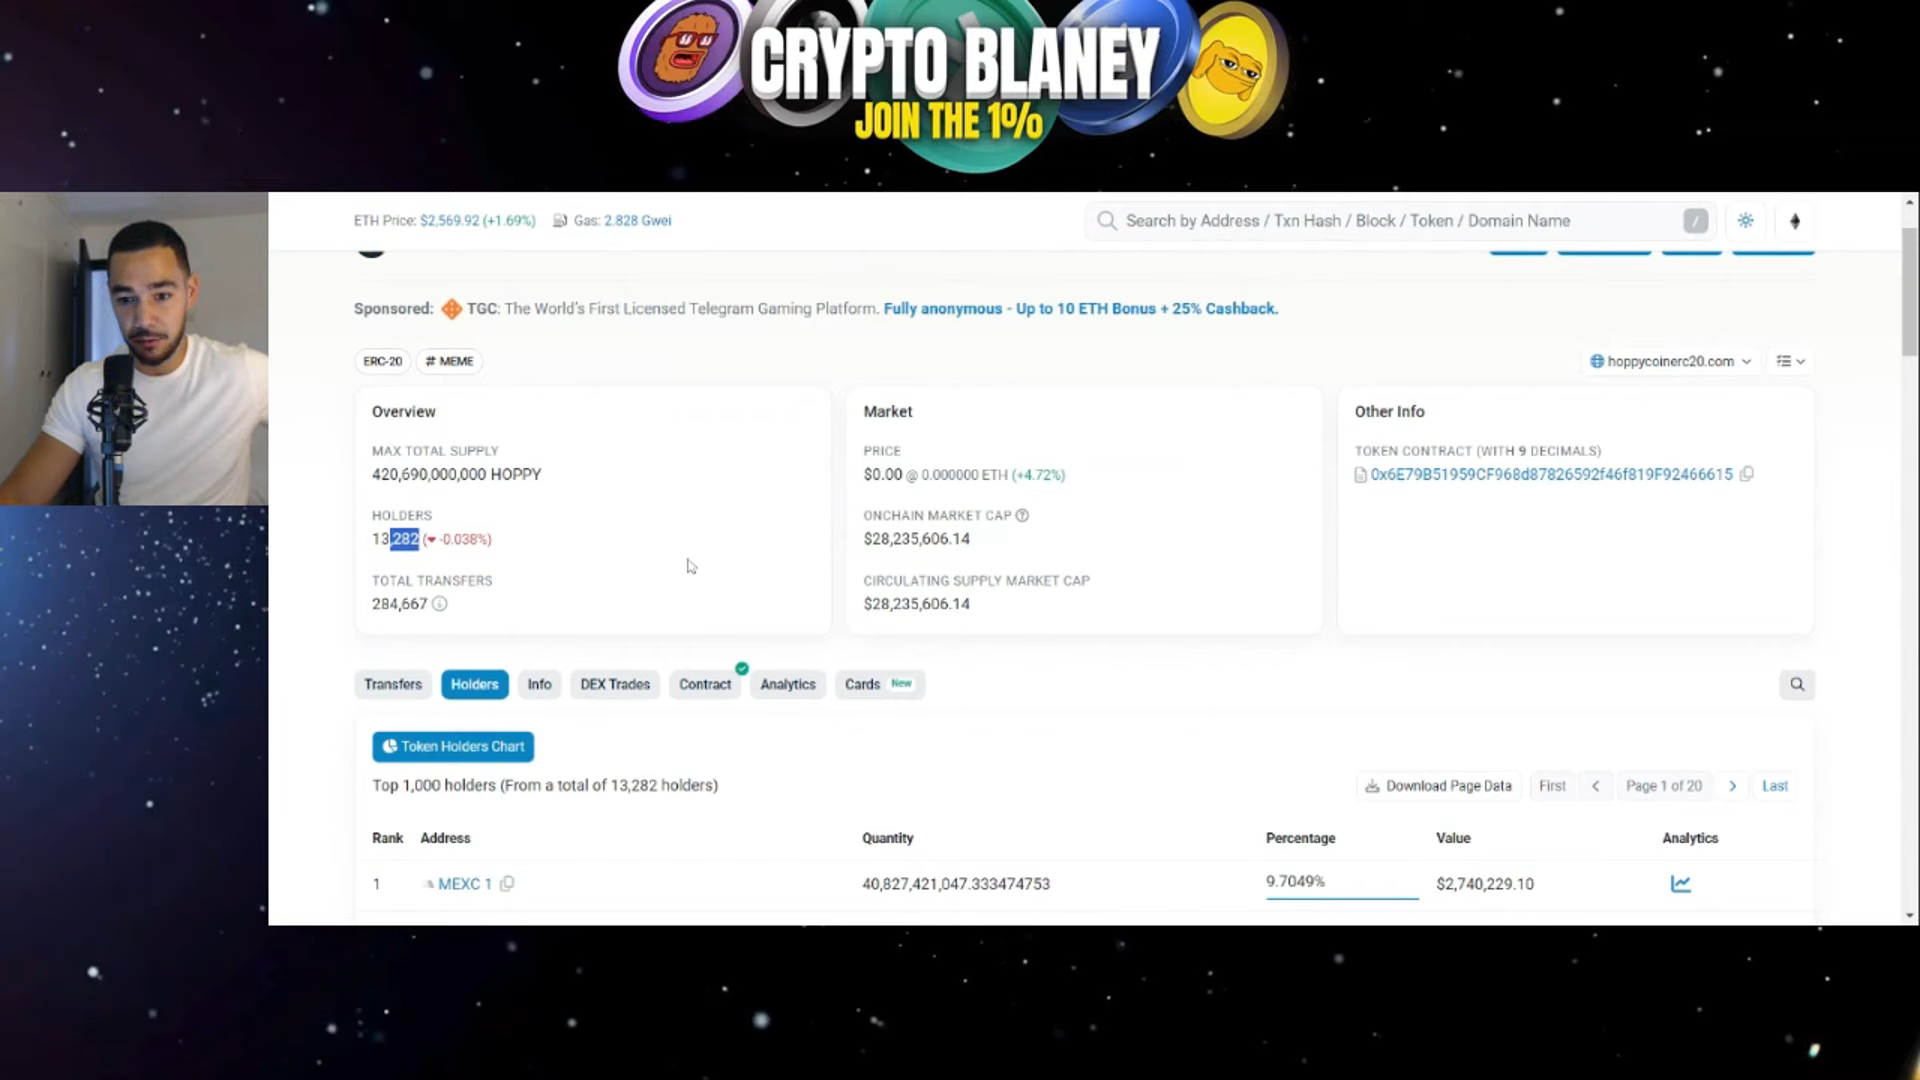 CRYPTO BLANEY
JOIN THE 1%
ETH Price: $2,569.92 (+1.69%) Gas: 2.828 Gwei
Search by Address / Txn Hash / Block / Token / Domain Name /
Sponsored: TGC: The World's First Licensed Telegram Gaming Platform. Fully anonymous - Up to 10 ETH Bonus + 25% Cashback.
ERC-20 # MEME
hoppycoinerc20.com
Overview
MAX TOTAL SUPPLY
420,690,000,000 HOPPY
HOLDERS
13,282 (-0.038%)
TOTAL TRANSFERS
284,667
Market
PRICE
$0.00 @ 0.000000 ETH (+4.72%)
ONCHAIN MARKET CAP
$28,235,606.14
CIRCULATING SUPPLY MARKET CAP
$28,235,606.14
Other Info
TOKEN CONTRACT (WITH 9 DECIMALS)
0x6E79B51959CF968d87826592f46f819F92466615
Transfers Holders Info DEX Trades Contract Analytics Cards New
Token Holders Chart
Top 1,000 holders (From a total of 13,282 holders)
Download Page Data First Page 1 of 20 Last
Rank Address Quantity Percentage Value Analytics
1 MEXC 1 40,827,421,047.333474753 9.7049% $2,740,229.10